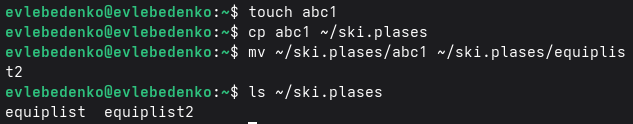 evlebedenko@evlebedenko:~$ touch abc1
evlebedenko@evlebedenko:~$ cp abc1 ~/ski.plases
evlebedenko@evlebedenko:~$ mv ~/ski.plases/abc1 ~/ski.plases/equiplis
t2
evlebedenko@evlebedenko:~$ ls ~/ski.plases
equiplist  equiplist2